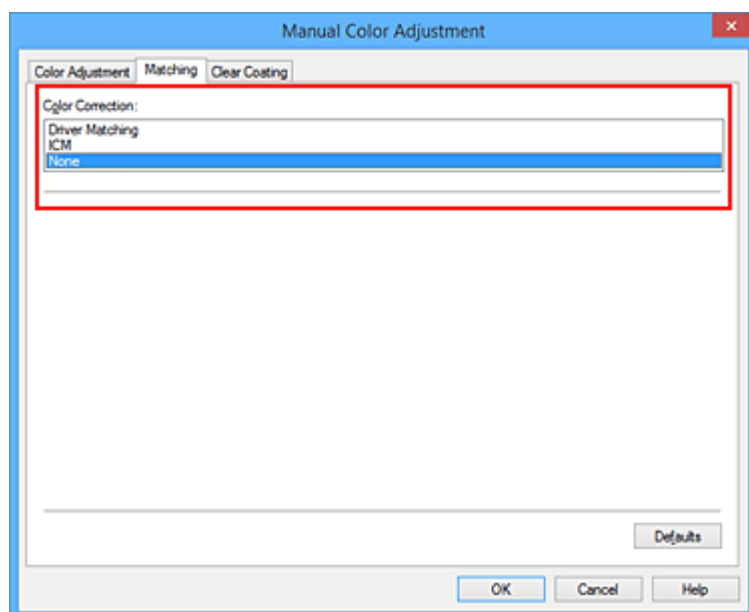 Manual Color Adjustment
Color Adjustment Matching Clear Coating
Color Correction:
Driver Matching
ICM
None
Defaults
OK Cancel Help